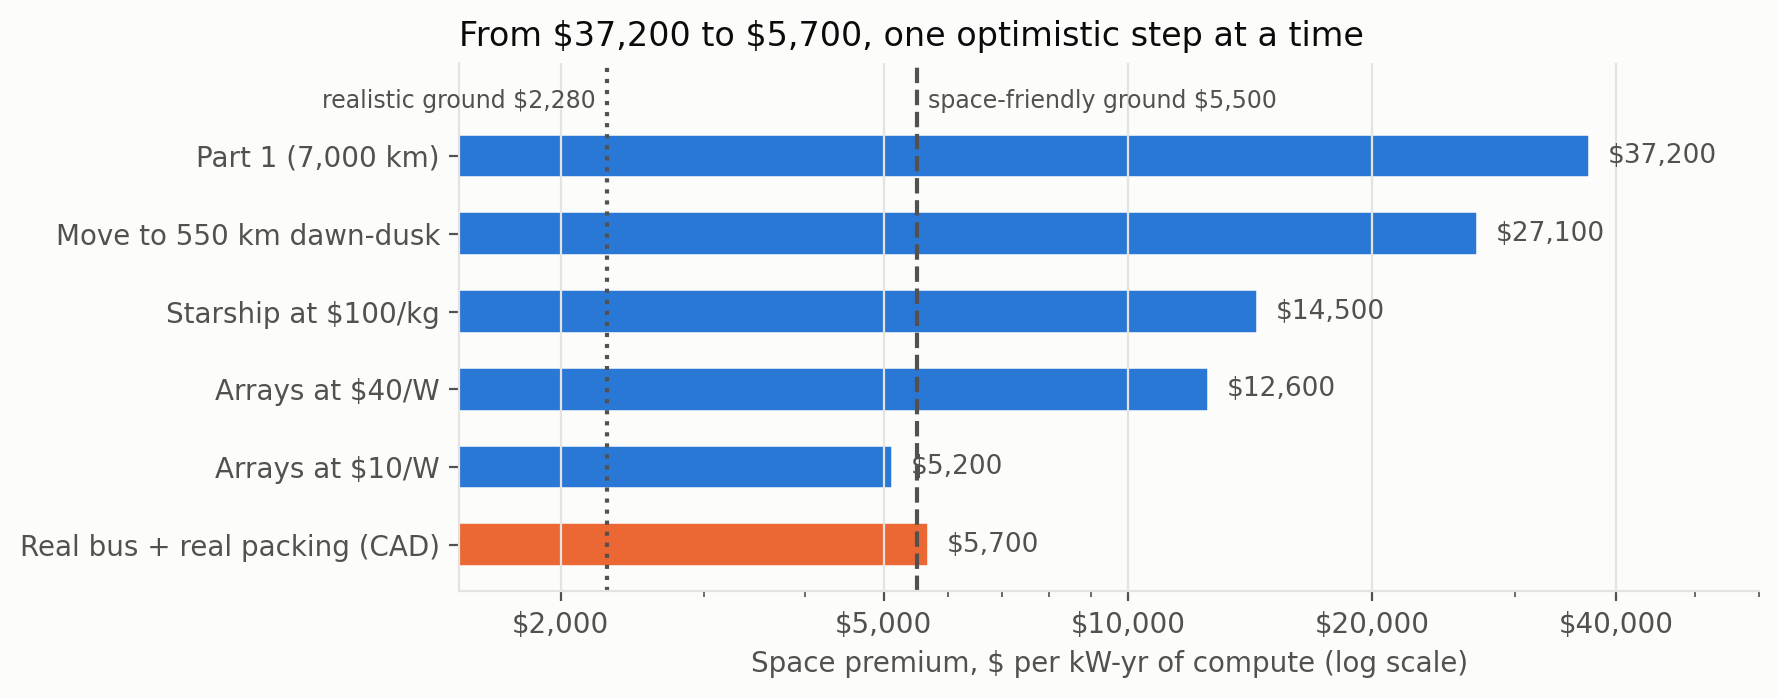 From $37,200 to $5,700, one optimistic step at a time
realistic ground $2,280
space-friendly ground $5,500
Part 1 (7,000 km)
$37,200
Move to 550 km dawn-dusk
$27,100
Starship at $100/kg
$14,500
Arrays at $40/W
$12,600
Arrays at $10/W
$5,200
Real bus + real packing (CAD)
$5,700
$2,000
$5,000
$10,000
$20,000
$40,000
Space premium, $ per kW-yr of compute (log scale)